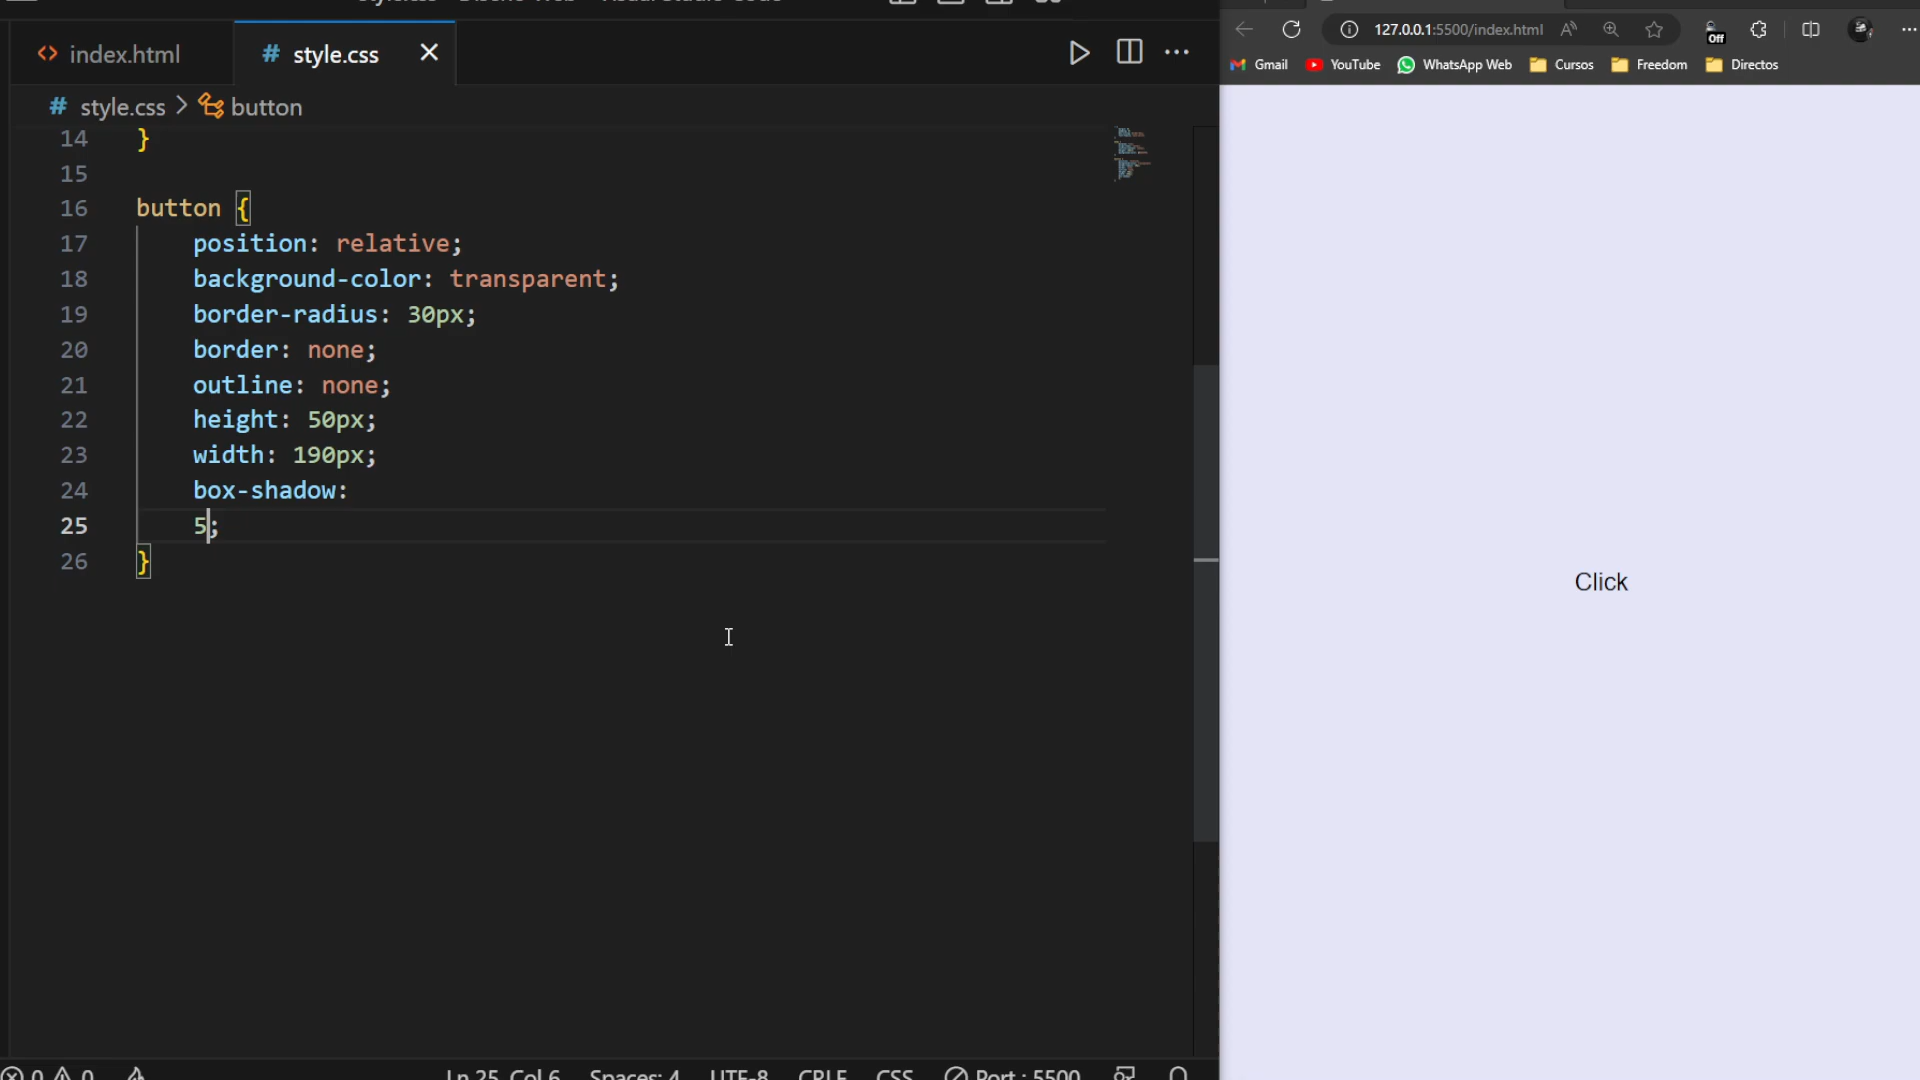 index.html
# style.css
# style.css > button
14 }
15
16 button {
17 position: relative;
18 background-color: transparent;
19 border-radius: 30px;
20 border: none;
21 outline: none;
22 height: 50px;
23 width: 190px;
24 box-shadow:
25 5;
26 }
0 0 Ln 25, Col 6 Spaces: 4 UTF-8 CRLF CSS Port : 5500
127.0.0.1:5500/index.html
Off
Gmail YouTube WhatsApp Web Cursos Freedom Directos
Click